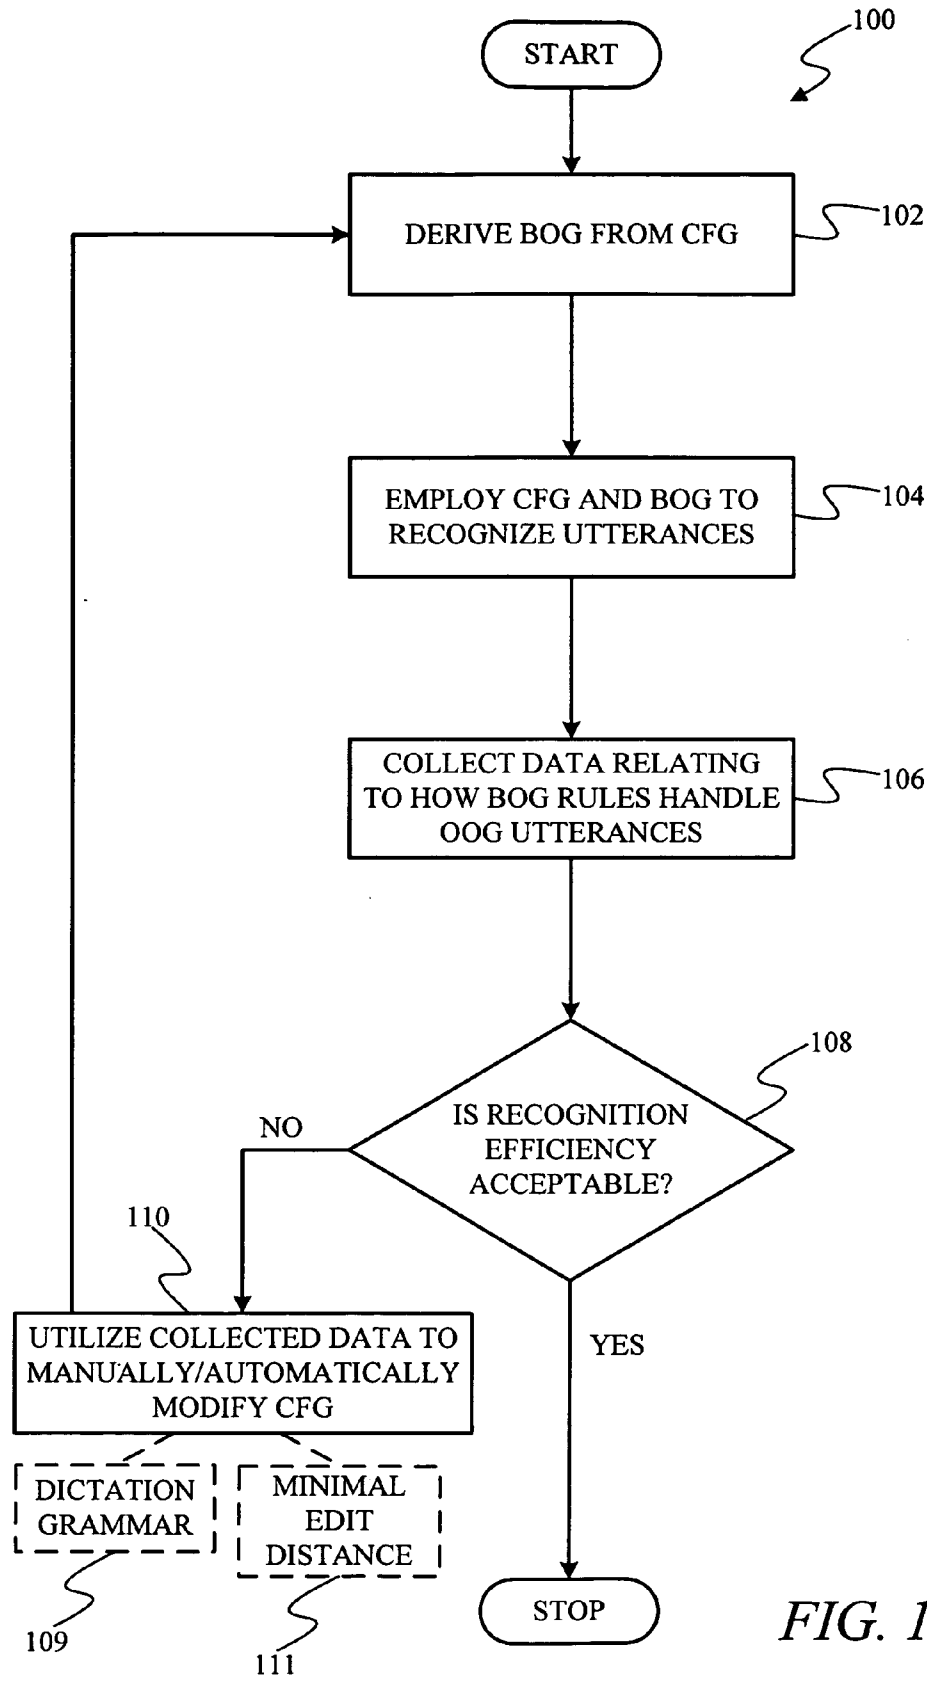 100
START
DERIVE BOG FROM CFG
102
EMPLOY CFG AND BOG TO
RECOGNIZE UTTERANCES
104
COLLECT DATA RELATING
TO HOW BOG RULES HANDLE
OOG UTTERANCES
106
108
IS RECOGNITION
EFFICIENCY
ACCEPTABLE?
NO
110
UTILIZE COLLECTED DATA TO
MANUALLY/AUTOMATICALLY
MODIFY CFG
YES
DICTATION
GRAMMAR
MINIMAL
EDIT
DISTANCE
109
111
STOP
FIG. 1